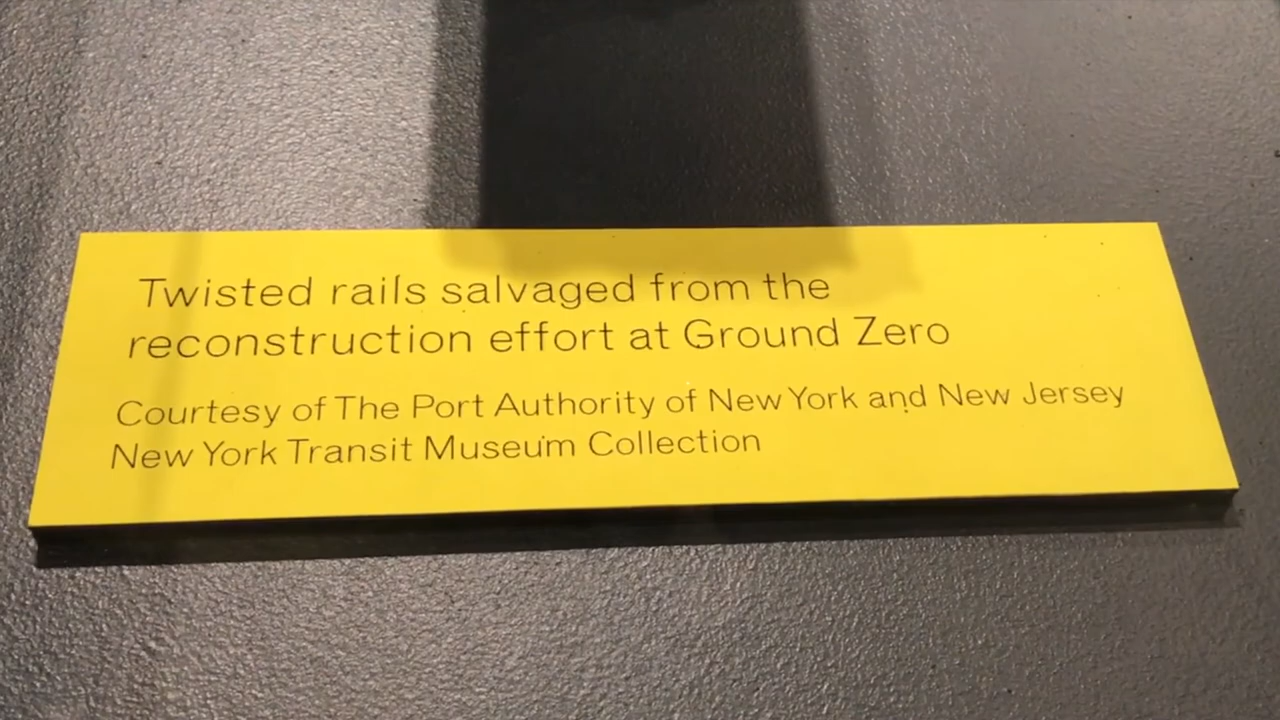 Twisted rails salvaged from the
reconstruction effort at Ground Zero
Courtesy of The Port Authority of New York and New Jersey
New York Transit Museum Collection